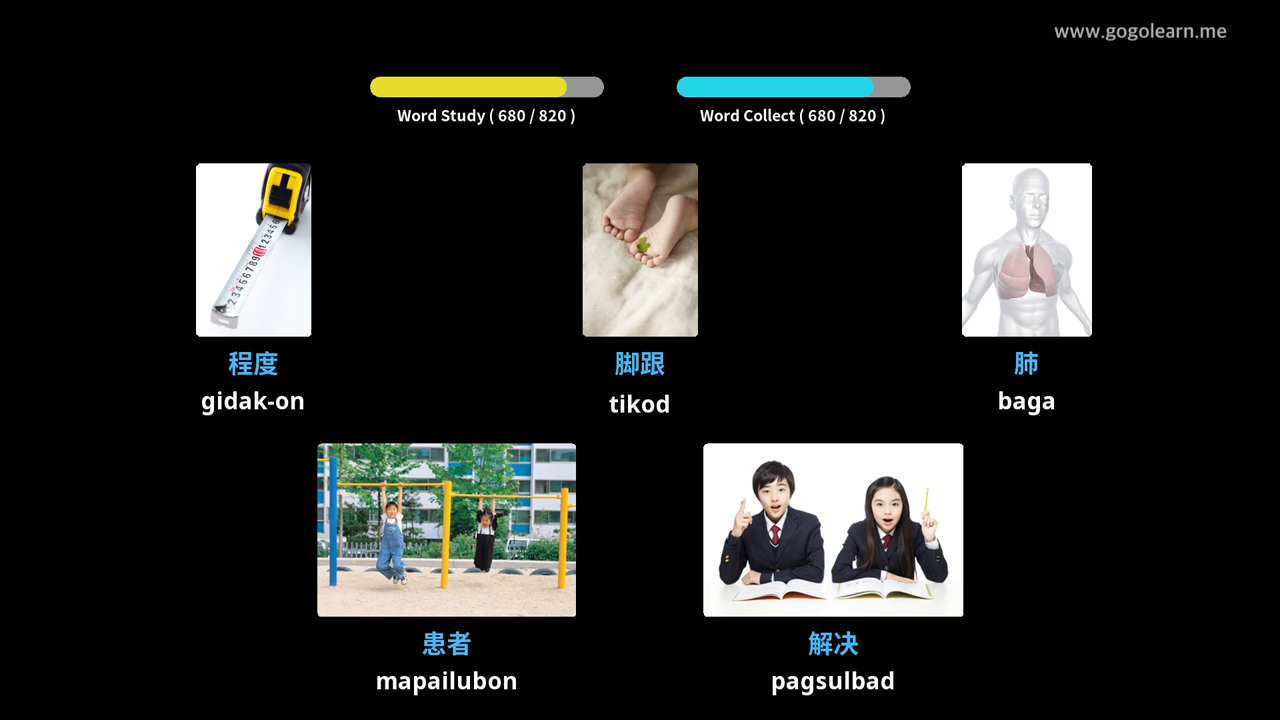 www.gogolearn.me
Word Study ( 680 / 820 )
Word Collect ( 680 / 820 )
程度
gidak-on
脚跟
tikod
肺
baga
患者
mapailubon
解决
pagsulbad